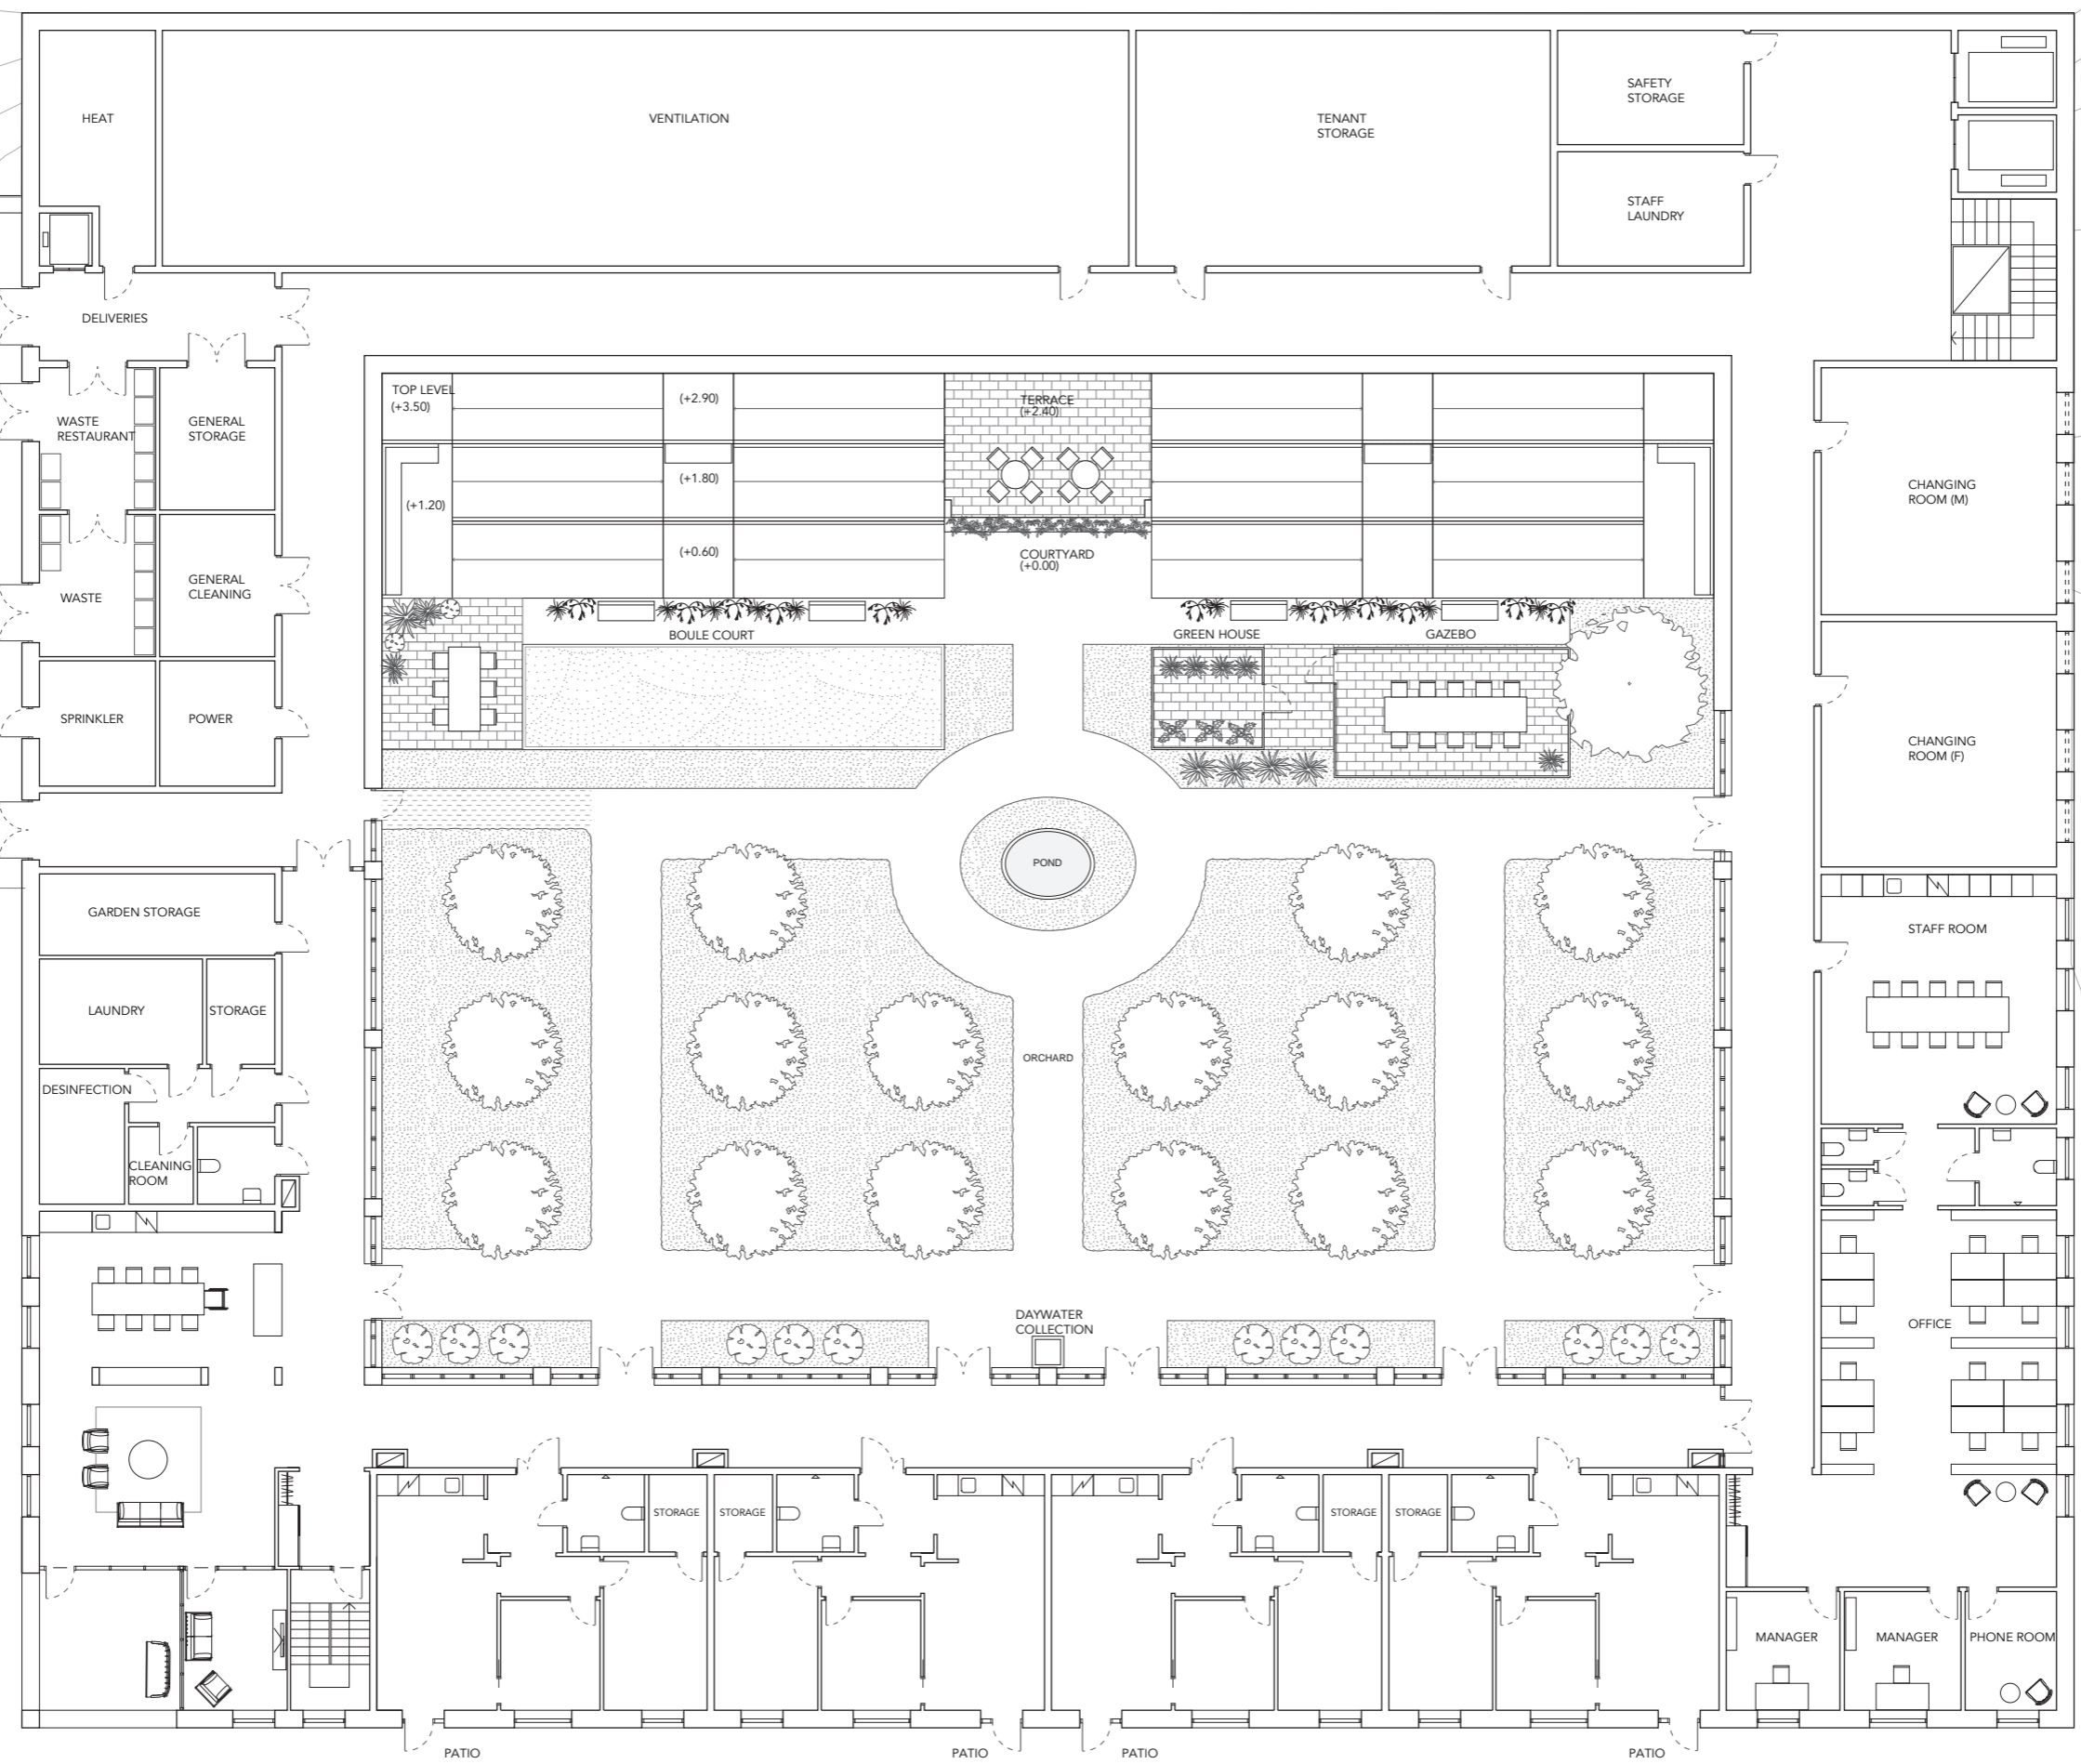 HEAT
VENTILATION
TENANT
STORAGE
SAFETY
STORAGE
STAFF
LAUNDRY
DELIVERIES
WASTE
RESTAURANT
GENERAL
STORAGE
TOP LEVEL
(+3.50)
(+2.90)
TERRACE
(+2.40)
(+1.80)
(+1.20)
(+0.60)
COURTYARD
(+0.00)
CHANGING
ROOM (M)
WASTE
GENERAL
CLEANING
BOULE COURT
GREEN HOUSE
GAZEBO
SPRINKLER
POWER
CHANGING
ROOM (F)
POND
GARDEN STORAGE
STAFF ROOM
LAUNDRY
STORAGE
ORCHARD
DESINFECTION
CLEANING
ROOM
DAYWATER
COLLECTION
OFFICE
STORAGE
STORAGE
STORAGE
STORAGE
MANAGER
MANAGER
PHONE ROOM
PATIO
PATIO
PATIO
PATIO